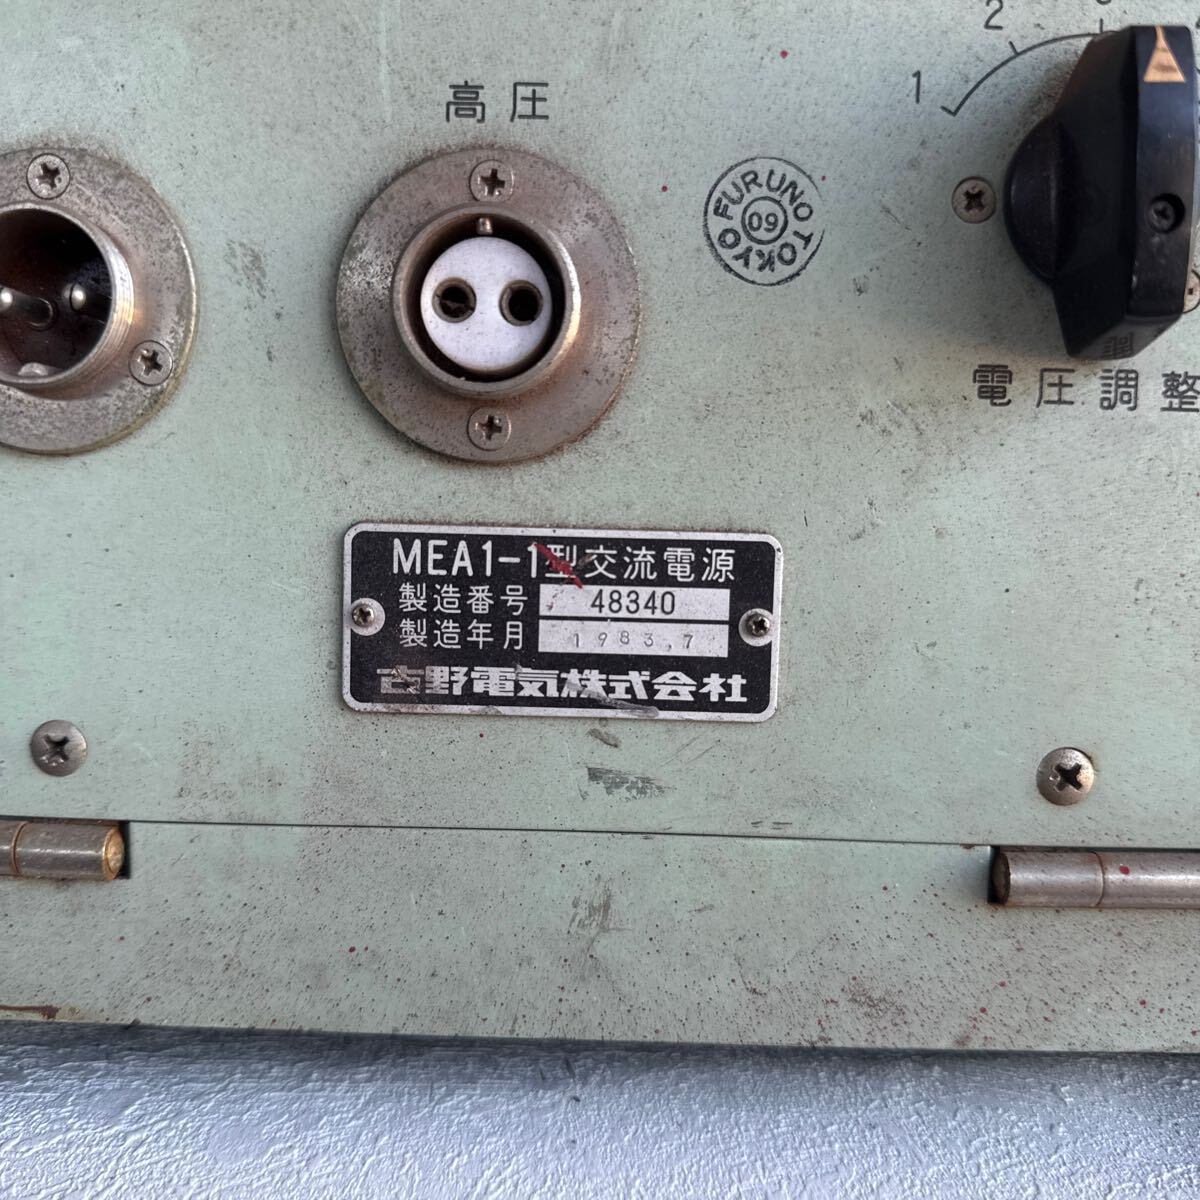 1
2
高圧
FURUNO TOKYO
09
電圧調整
MEA1-1型交流電源
製造番号 48340
製造年月 1983,7
古野電気株式会社